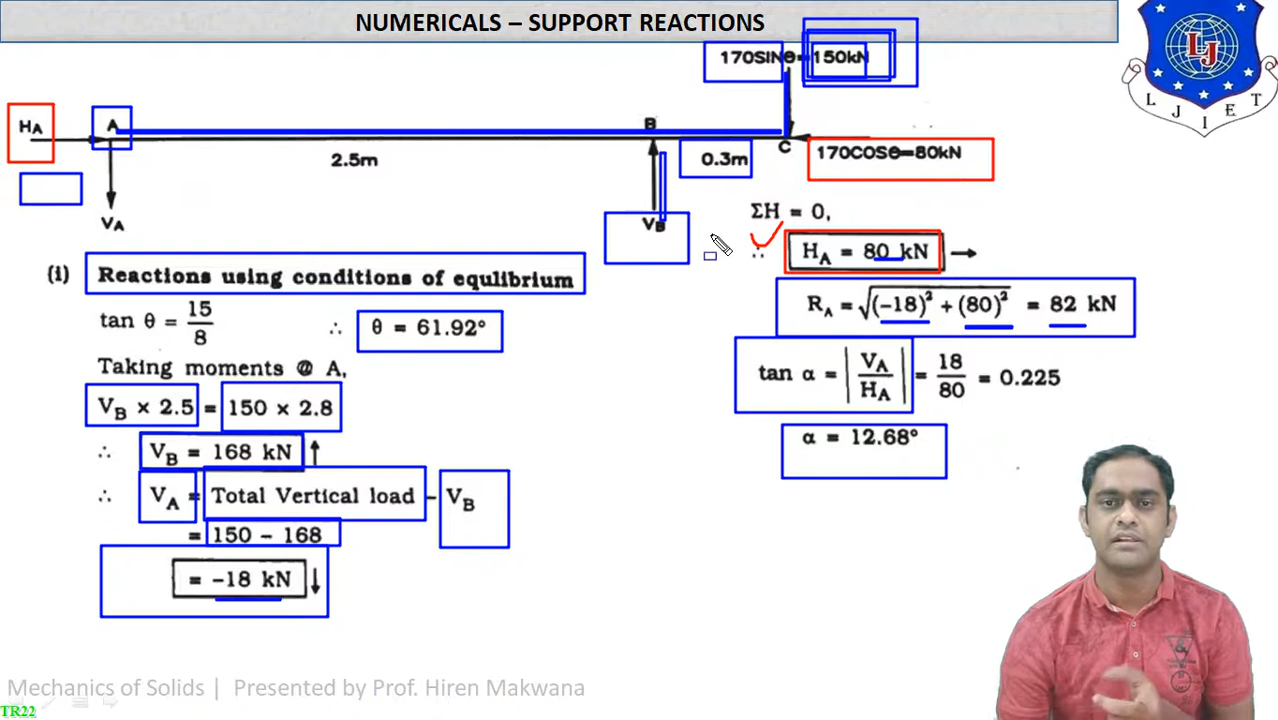 NUMERICALS – SUPPORT REACTIONS
LJ
L J I E T
170SINθ= 150kN
HA
A
B
C
2.5m
0.3m
170COSθ=80kN
VA
VB
(i) Reactions using conditions of equlibrium
tan θ = 15/8 ∴ θ = 61.92°
Taking moments @ A,
VB × 2.5 = 150 × 2.8
∴ VB = 168 kN ↑
∴ VA = Total Vertical load - VB
= 150 - 168
= -18 kN ↓
ΣH = 0,
∴ HA = 80 kN →
RA = √(-18)² + (80)² = 82 kN
tan α = |VA/HA| = 18/80 = 0.225
α = 12.68°
Mechanics of Solids | Presented by Prof. Hiren Makwana
TR22